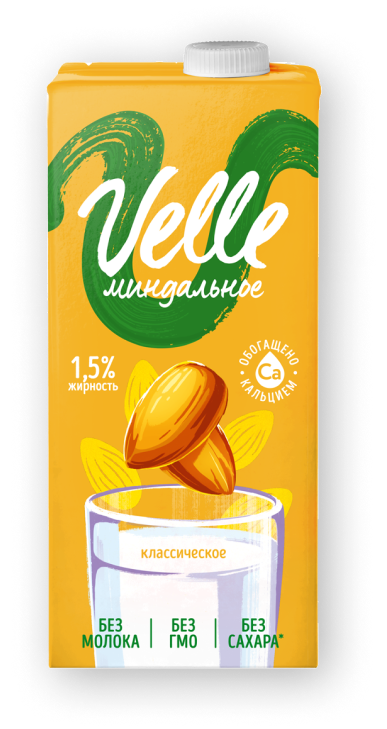 Velle
миндальное
1,5%
жирность
ОБОГАЩЕНО
Ca
КАЛЬЦИЕМ
классическое
БЕЗ МОЛОКА
БЕЗ ГМО
БЕЗ САХАРА*